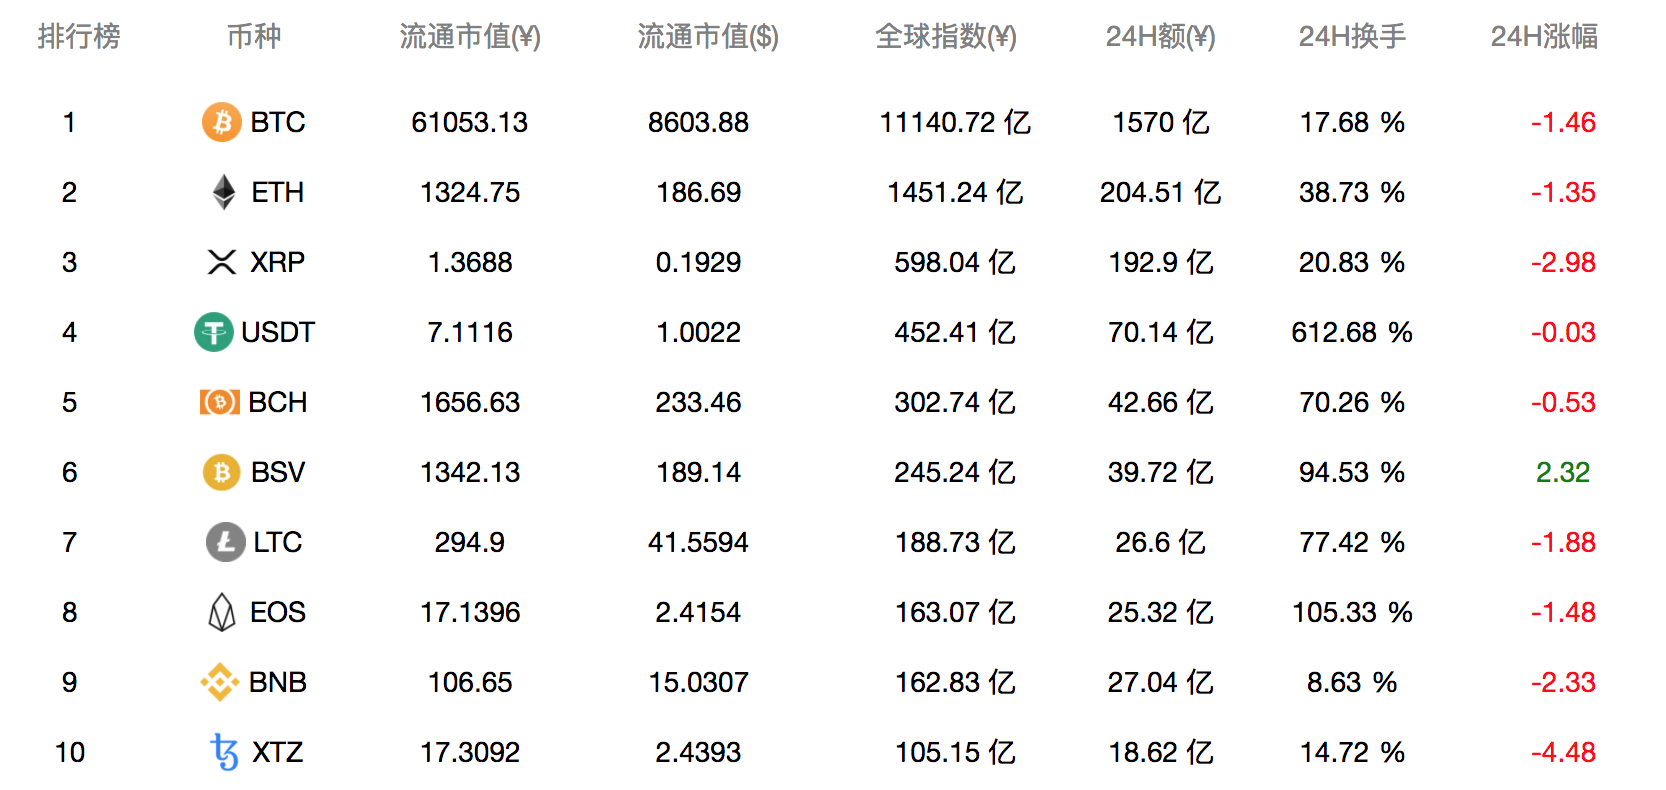 排行榜 币种 流通市值(¥) 流通市值($) 全球指数(¥) 24H额(¥) 24H换手 24H涨幅
1 BTC 61053.13 8603.88 11140.72 亿 1570 亿 17.68 % -1.46
2 ETH 1324.75 186.69 1451.24 亿 204.51 亿 38.73 % -1.35
3 XRP 1.3688 0.1929 598.04 亿 192.9 亿 20.83 % -2.98
4 USDT 7.1116 1.0022 452.41 亿 70.14 亿 612.68 % -0.03
5 BCH 1656.63 233.46 302.74 亿 42.66 亿 70.26 % -0.53
6 BSV 1342.13 189.14 245.24 亿 39.72 亿 94.53 % 2.32
7 LTC 294.9 41.5594 188.73 亿 26.6 亿 77.42 % -1.88
8 EOS 17.1396 2.4154 163.07 亿 25.32 亿 105.33 % -1.48
9 BNB 106.65 15.0307 162.83 亿 27.04 亿 8.63 % -2.33
10 XTZ 17.3092 2.4393 105.15 亿 18.62 亿 14.72 % -4.48